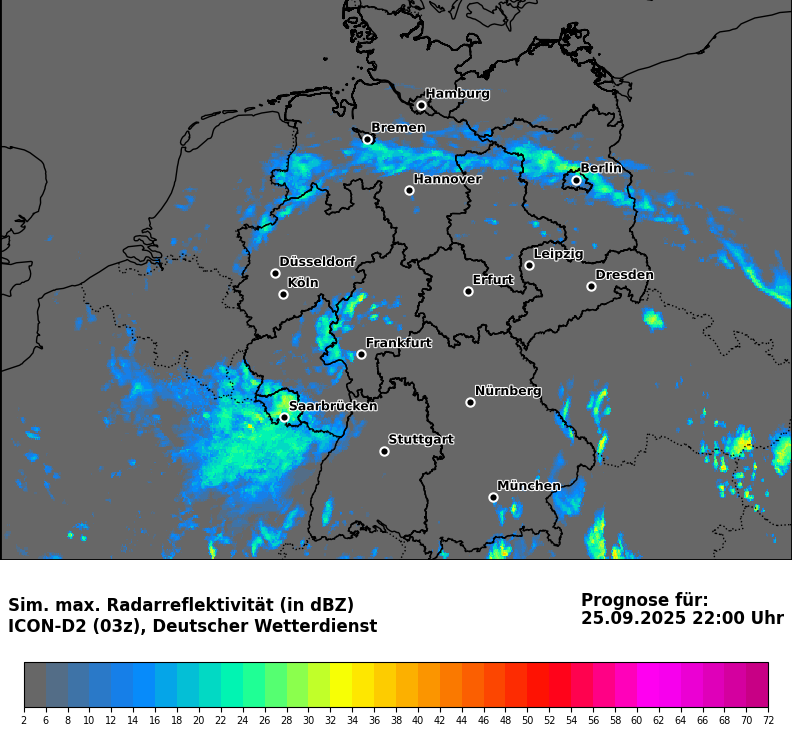 Hamburg
Bremen
Berlin
Hannover
Düsseldorf
Leipzig
Köln
Erfurt
Dresden
Frankfurt
Nürnberg
Saarbrücken
Stuttgart
München
Sim. max. Radarreflektivität (in dBZ)
ICON-D2 (03z), Deutscher Wetterdienst
Prognose für:
25.09.2025 22:00 Uhr
2 6 8 10 12 14 16 18 20 22 24 26 28 30 32 34 36 38 40 42 44 46 48 50 52 54 56 58 60 62 64 66 68 70 72